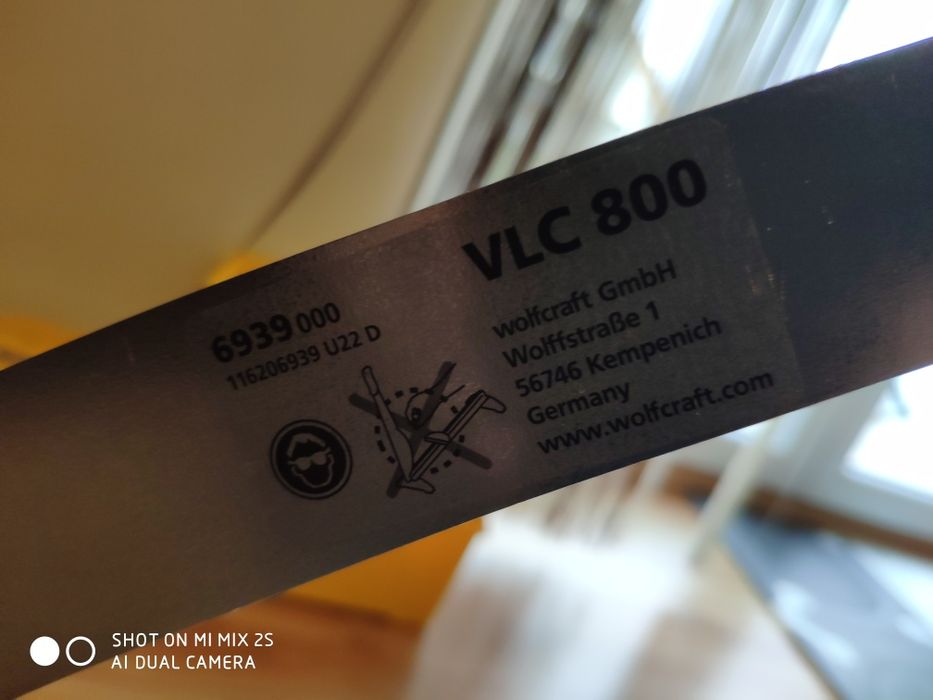 VLC 800
6939 000
116206939 U22 D
wolfcraft GmbH
Wolffstraße 1
56746 Kempenich
Germany
www.wolfcraft.com
SHOT ON MI MIX 2S
AI DUAL CAMERA